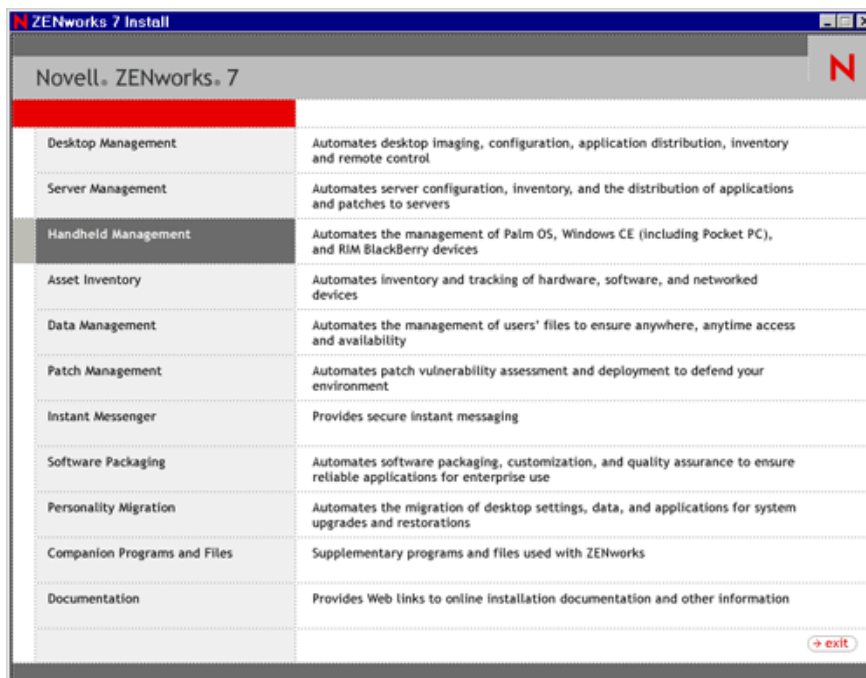 ZENworks 7 Install
Novell® ZENworks® 7
Desktop Management
Automates desktop imaging, configuration, application distribution, inventory
and remote control
Server Management
Automates server configuration, inventory, and the distribution of applications
and patches to servers
Handheld Management
Automates the management of Palm OS, Windows CE (including Pocket PC),
and RIM BlackBerry devices
Asset Inventory
Automates inventory and tracking of hardware, software, and networked
devices
Data Management
Automates the management of users' files to ensure anywhere, anytime access
and availability
Patch Management
Automates patch vulnerability assessment and deployment to defend your
environment
Instant Messenger
Provides secure instant messaging
Software Packaging
Automates software packaging, customization, and quality assurance to ensure
reliable applications for enterprise use
Personality Migration
Automates the migration of desktop settings, data, and applications for system
upgrades and restorations
Companion Programs and Files
Supplementary programs and files used with ZENworks
Documentation
Provides Web links to online installation documentation and other information
exit